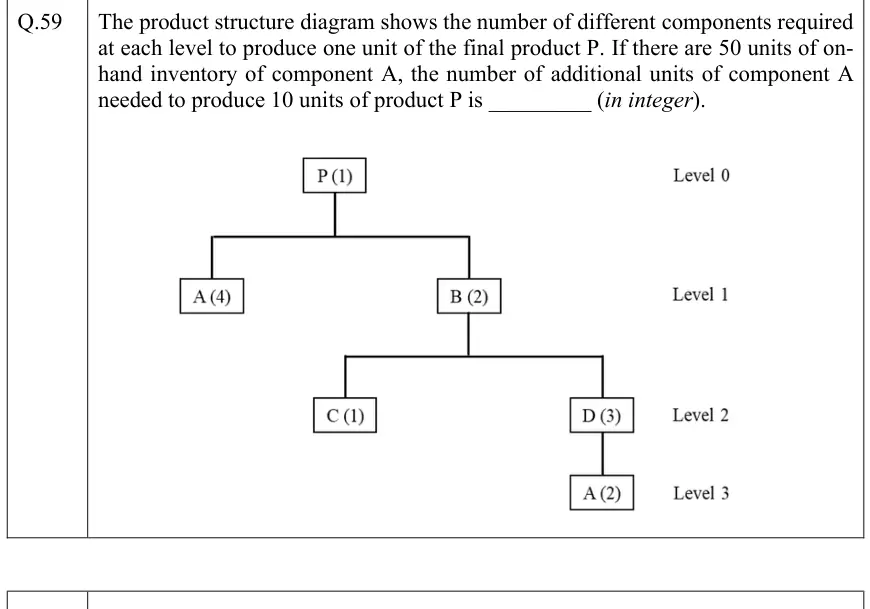 Q.59
The product structure diagram shows the number of different components required
at each level to produce one unit of the final product P. If there are 50 units of on-
hand inventory of component A, the number of additional units of component A
needed to produce 10 units of product P is _________ (in integer).
P (1) Level 0
A (4) B (2) Level 1
C (1) D (3) Level 2
A (2) Level 3